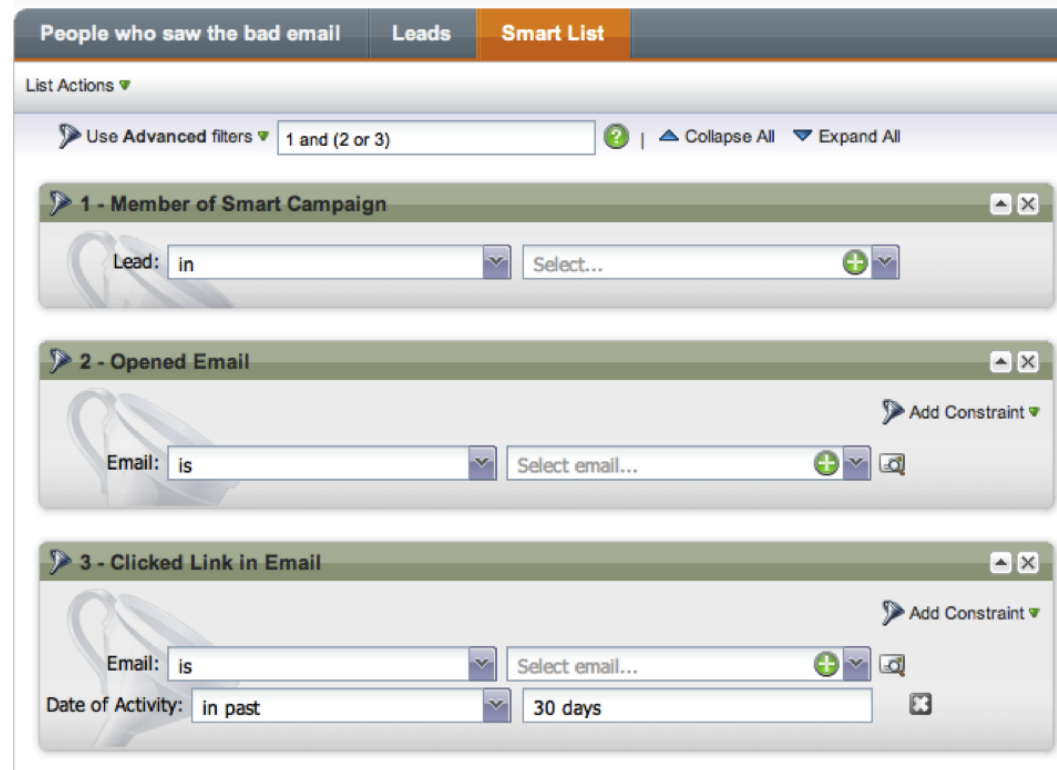 People who saw the bad email Leads Smart List
List Actions
Use Advanced filters 1 and (2 or 3) ? | Collapse All Expand All
1 - Member of Smart Campaign
Lead: in Select...
2 - Opened Email
Add Constraint
Email: is Select email...
3 - Clicked Link in Email
Add Constraint
Email: is Select email...
Date of Activity: in past 30 days